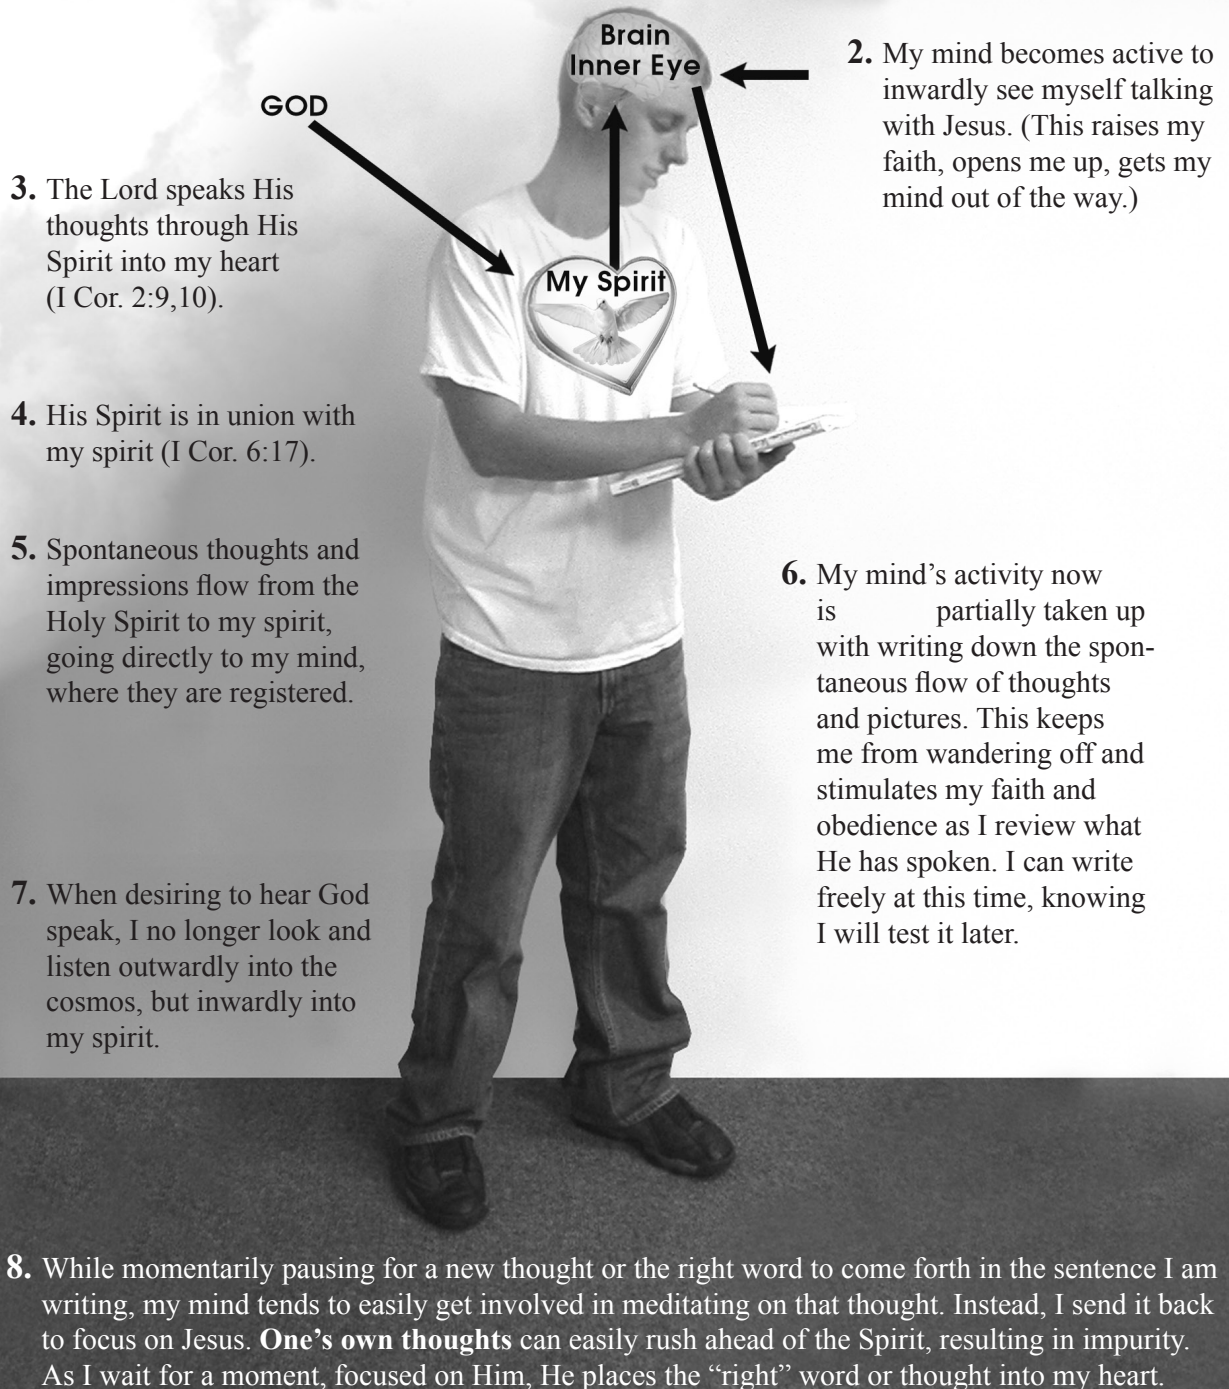 Brain
Inner Eye
GOD
My Spirit
2. My mind becomes active to
inwardly see myself talking
with Jesus. (This raises my
faith, opens me up, gets my
mind out of the way.)
3. The Lord speaks His
thoughts through His
Spirit into my heart
(I Cor. 2:9,10).
4. His Spirit is in union with
my spirit (I Cor. 6:17).
5. Spontaneous thoughts and
impressions flow from the
Holy Spirit to my spirit,
going directly to my mind,
where they are registered.
6. My mind’s activity now
is partially taken up
with writing down the spon-
taneous flow of thoughts
and pictures. This keeps
me from wandering off and
stimulates my faith and
obedience as I review what
He has spoken. I can write
freely at this time, knowing
I will test it later.
7. When desiring to hear God
speak, I no longer look and
listen outwardly into the
cosmos, but inwardly into
my spirit.
8. While momentarily pausing for a new thought or the right word to come forth in the sentence I am
writing, my mind tends to easily get involved in meditating on that thought. Instead, I send it back
to focus on Jesus. One’s own thoughts can easily rush ahead of the Spirit, resulting in impurity.
As I wait for a moment, focused on Him, He places the “right” word or thought into my heart.